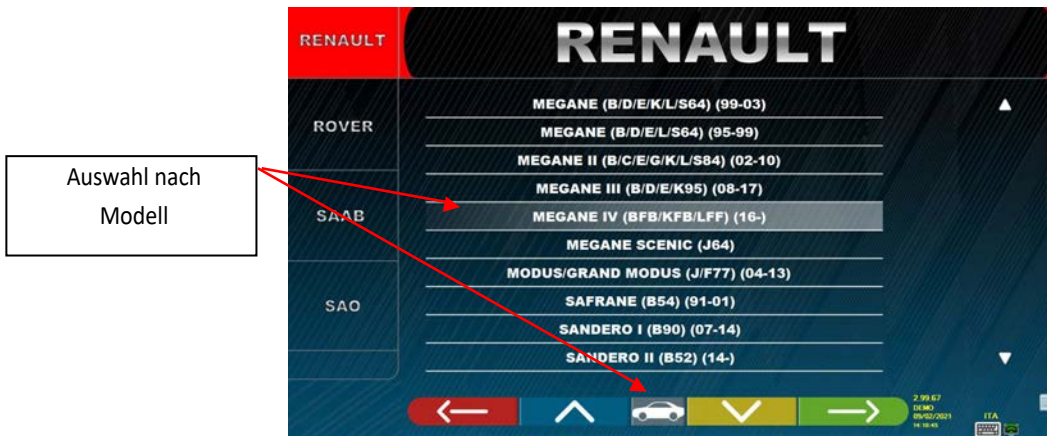 RENAULT
RENAULT
ROVER
SAAB
SAO
Auswahl nach
Modell
MEGANE (B/D/E/K/L/S64) (99-03)
MEGANE (B/D/E/L/S64) (95-99)
MEGANE II (B/C/E/G/K/L/S84) (02-10)
MEGANE III (B/D/E/K95) (08-17)
MEGANE IV (BFB/KFB/LFF) (16-)
MEGANE SCENIC (J64)
MODUS/GRAND MODUS (J/F77) (04-13)
SAFRANE (B54) (91-01)
SANDERO I (B90) (07-14)
SANDERO II (B52) (14-)
2.99.67
DEMO
09/02/2021
14:18:45
ITA